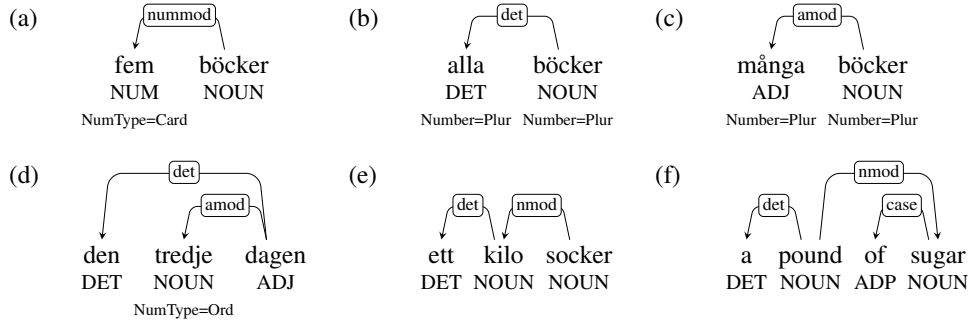 (a) nummod
fem böcker
NUM NOUN
NumType=Card
(b) det
alla böcker
DET NOUN
Number=Plur Number=Plur
(c) amod
många böcker
ADJ NOUN
Number=Plur Number=Plur
(d) det
amod
den tredje dagen
DET NOUN ADJ
NumType=Ord
(e) det nmod
ett kilo socker
DET NOUN NOUN
(f) nmod
det case
a pound of sugar
DET NOUN ADP NOUN